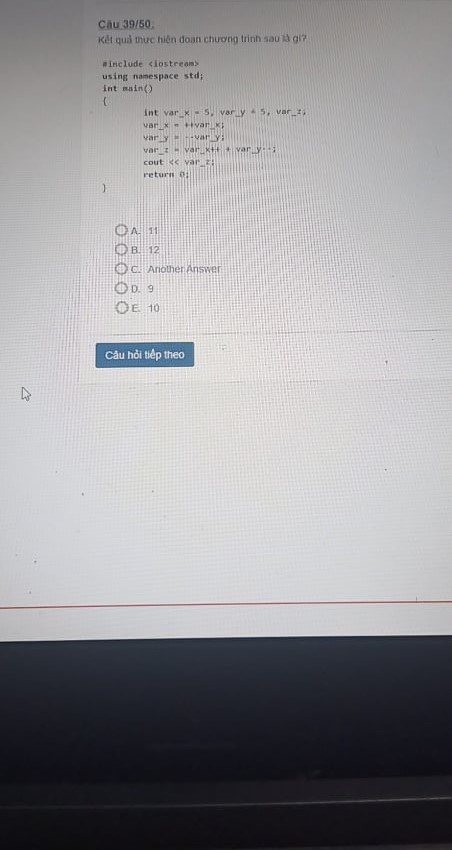 Câu 39/50:
Kết quả thực hiện đoạn chương trình sau là gì?
#include <iostream>
using namespace std;
int main()
{
int var_x = 5, var_y = 5, var_z;
var_x = ++var_x;
var_y = --var_y;
var_z = var_x++ + var_y--;
cout << var_z;
return 0;
}
A. 11
B. 12
C. Another Answer
D. 9
E. 10
Câu hỏi tiếp theo